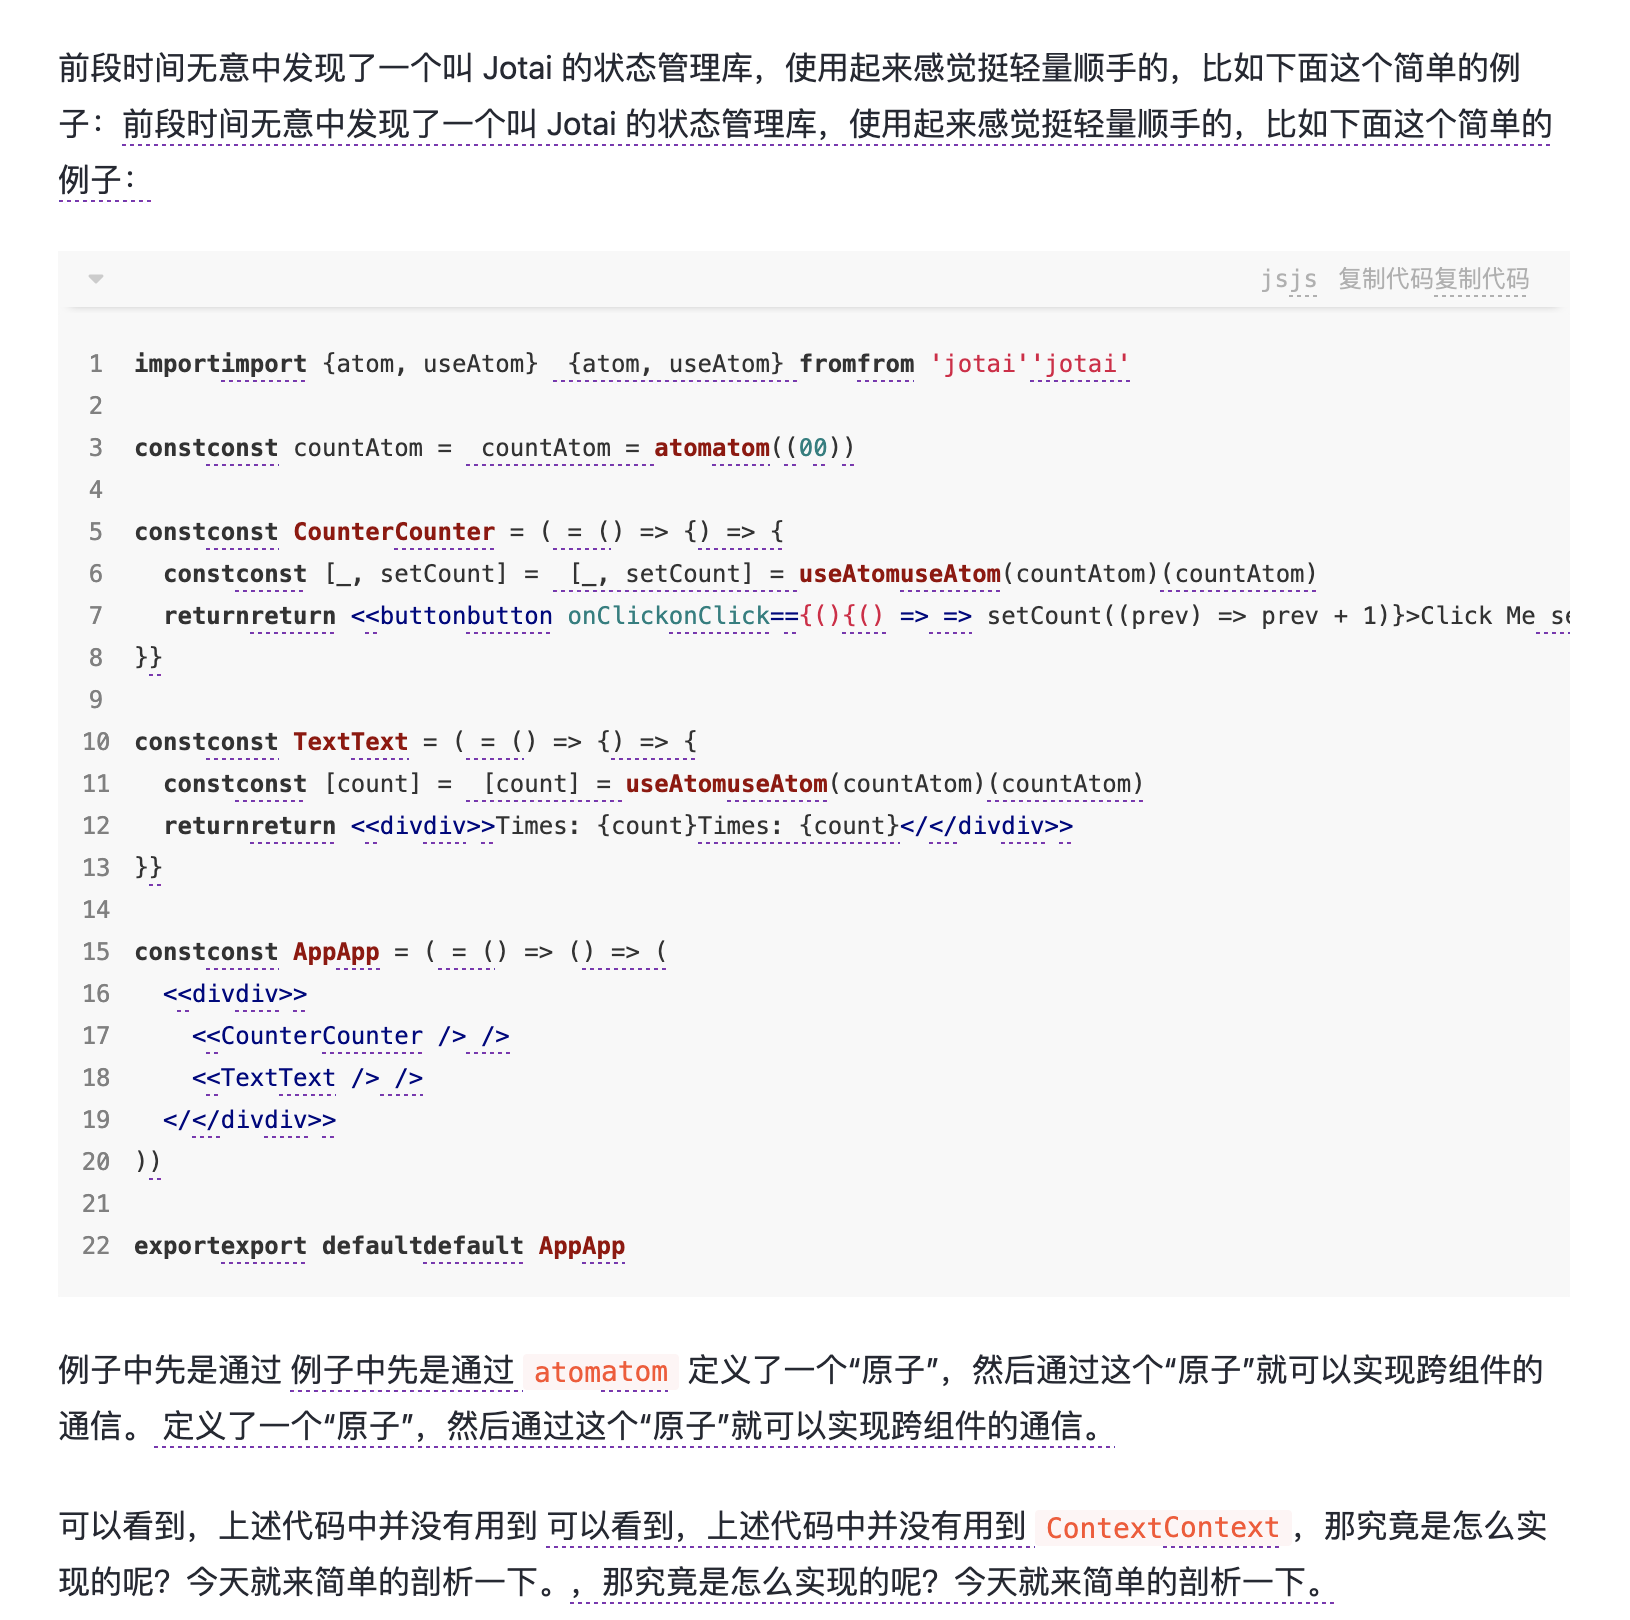 前段时间无意中发现了一个叫 Jotai 的状态管理库，使用起来感觉挺轻量顺手的，比如下面这个简单的例
子：前段时间无意中发现了一个叫 Jotai 的状态管理库，使用起来感觉挺轻量顺手的，比如下面这个简单的
例子：
jsjs 复制代码复制代码
1 importimport {atom, useAtom}  {atom, useAtom} fromfrom 'jotai''jotai'
2
3 constconst countAtom =  countAtom = atomatom((00))
4
5 constconst CounterCounter = ( = () => {) => {
6   constconst [_, setCount] =  [_, setCount] = useAtomuseAtom(countAtom)(countAtom)
7   returnreturn <<buttonbutton onClickonClick=={(){() => => setCount((prev) => prev + 1)}>Click Me se
8 }}
9
10 constconst TextText = ( = () => {) => {
11   constconst [count] =  [count] = useAtomuseAtom(countAtom)(countAtom)
12   returnreturn <<divdiv>>Times: {count}Times: {count}</</divdiv>>
13 }}
14
15 constconst AppApp = ( = () => () => (
16   <<divdiv>>
17     <<CounterCounter /> />
18     <<TextText /> />
19   </</divdiv>>
20 ))
21
22 exportexport defaultdefault AppApp
例子中先是通过 例子中先是通过 atomatom 定义了一个“原子”，然后通过这个“原子”就可以实现跨组件的
通信。 定义了一个“原子”，然后通过这个“原子”就可以实现跨组件的通信。
可以看到，上述代码中并没有用到 可以看到，上述代码中并没有用到 ContextContext，那究竟是怎么实
现的呢？今天就来简单的剖析一下。，那究竟是怎么实现的呢？今天就来简单的剖析一下。